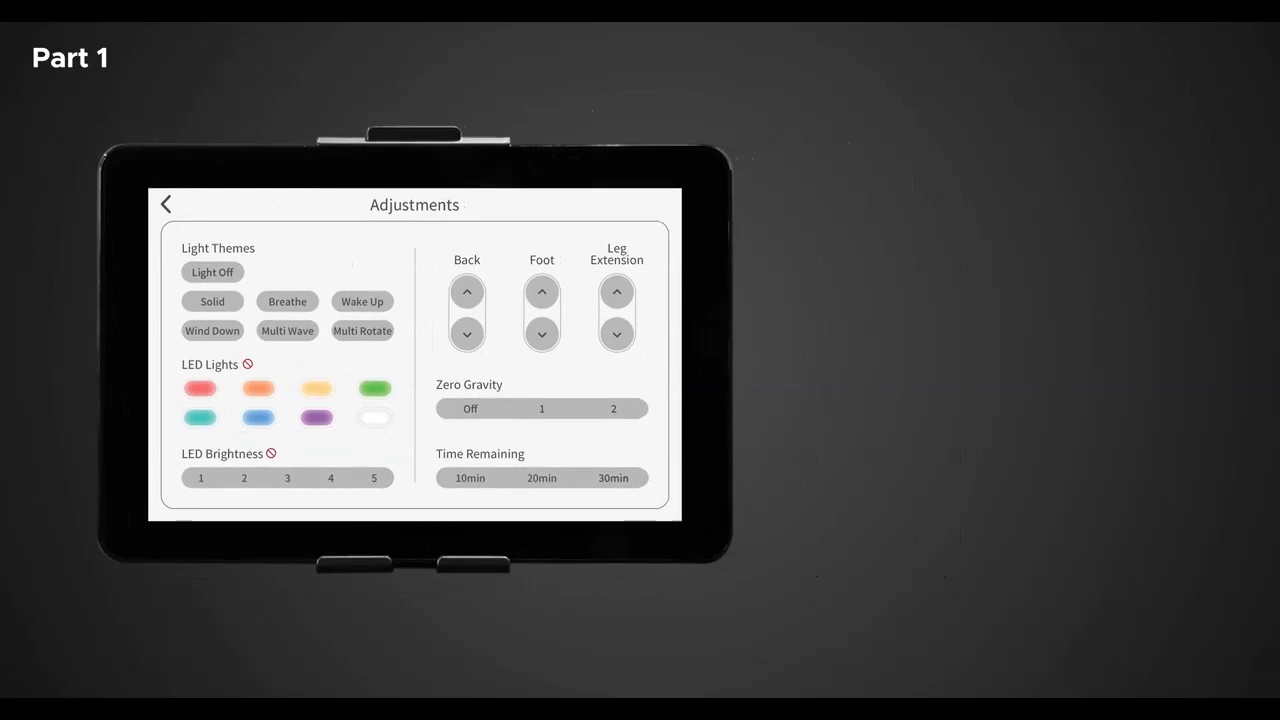 Part 1
Adjustments
Light Themes
Light Off
Solid Breathe Wake Up
Wind Down Multi Wave Multi Rotate
LED Lights
LED Brightness
1 2 3 4 5
Back Foot Leg Extension
Zero Gravity
Off 1 2
Time Remaining
10min 20min 30min